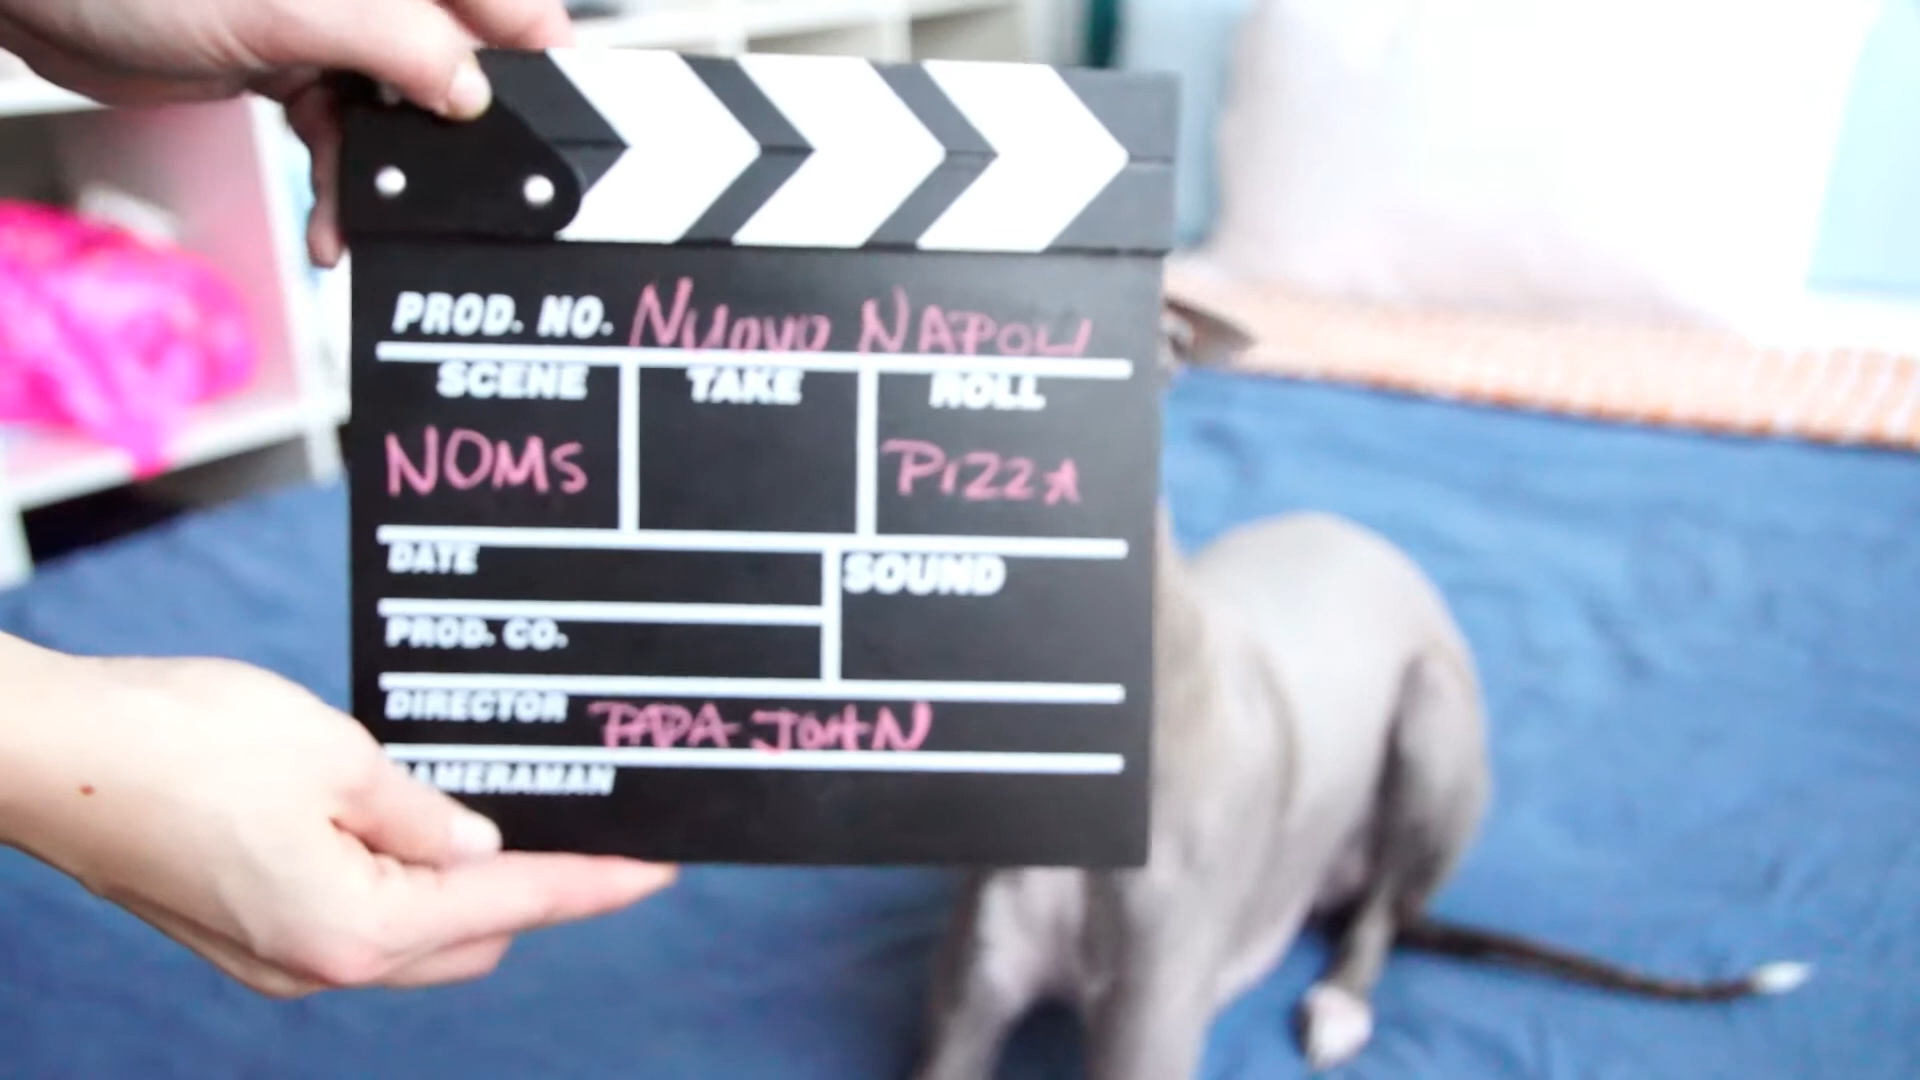 PROD. NO. NUOVO NAPOLI
SCENE TAKE ROLL
NOMS PIZZA
DATE
SOUND
PROD. CO.
DIRECTOR PAPA JOHN
CAMERAMAN